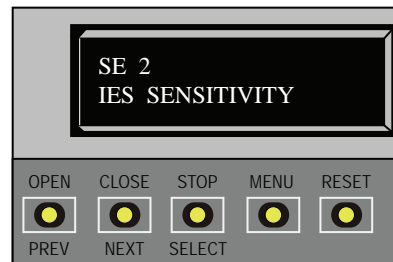 SE 2
IES SENSITIVITY
OPEN CLOSE STOP MENU RESET
PREV NEXT SELECT